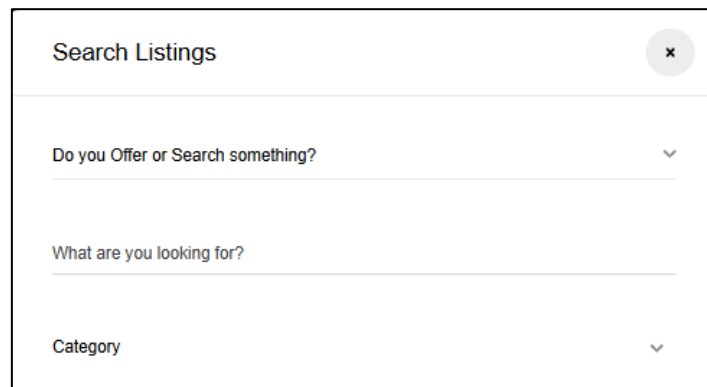 Search Listings
Do you Offer or Search something?
What are you looking for?
Category